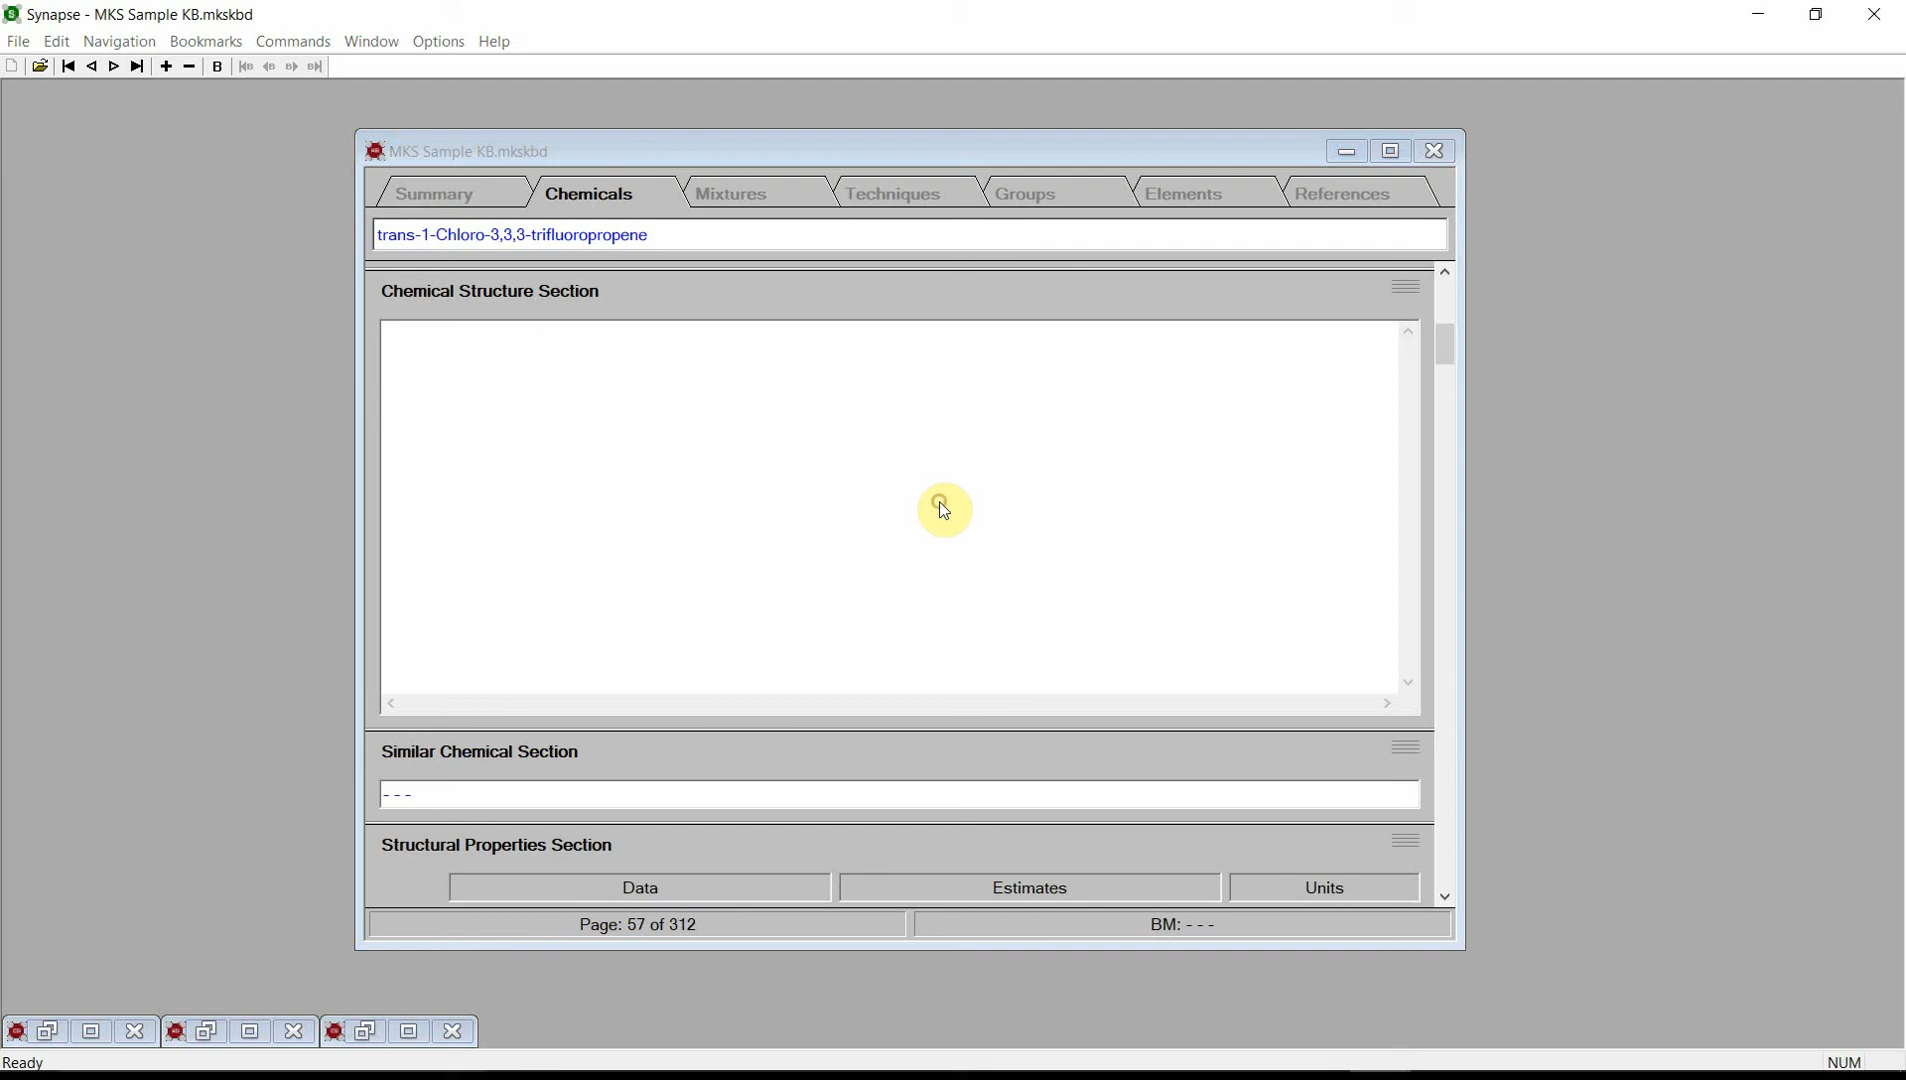 Synapse - MKS Sample KB.mkskbd
File Edit Navigation Bookmarks Commands Window Options Help
B B B B B
MKS Sample KB.mkskbd
Summary Chemicals Mixtures Techniques Groups Elements References
trans-1-Chloro-3,3,3-trifluoropropene
Chemical Structure Section
Similar Chemical Section
- - -
Structural Properties Section
Data Estimates Units
Page: 57 of 312 BM: - - -
Ready NUM